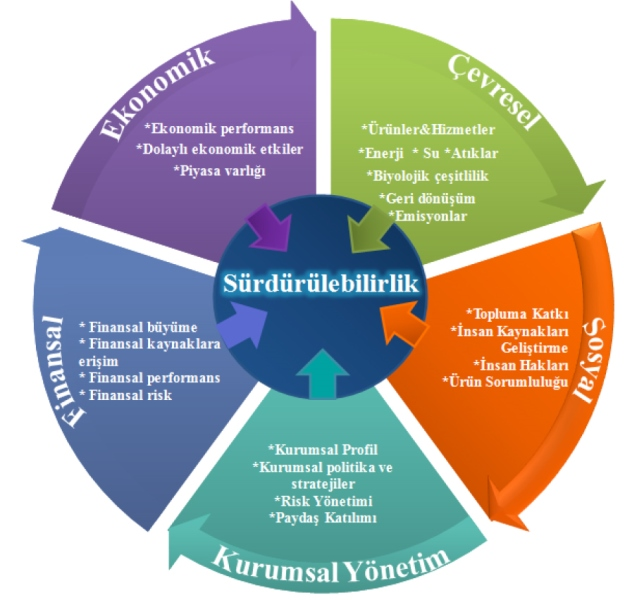 Ekonomik
*Ekonomik performans
*Dolaylı ekonomik etkiler
*Piyasa varlığı
Çevresel
*Ürünler&Hizmetler
*Enerji * Su *Atıklar
*Biyolojik çeşitlilik
*Geri dönüşüm
*Emisyonlar
Sürdürülebilirlik
Sosyal
*Topluma Katkı
*İnsan Kaynakları
Geliştirme
*İnsan Hakları
*Ürün Sorumluluğu
Finansal
* Finansal büyüme
* Finansal kaynaklara
erişim
* Finansal performans
* Finansal risk
*Kurumsal Profil
*Kurumsal politika ve
stratejiler
*Risk Yönetimi
*Paydaş Katılımı
Kurumsal Yönetim